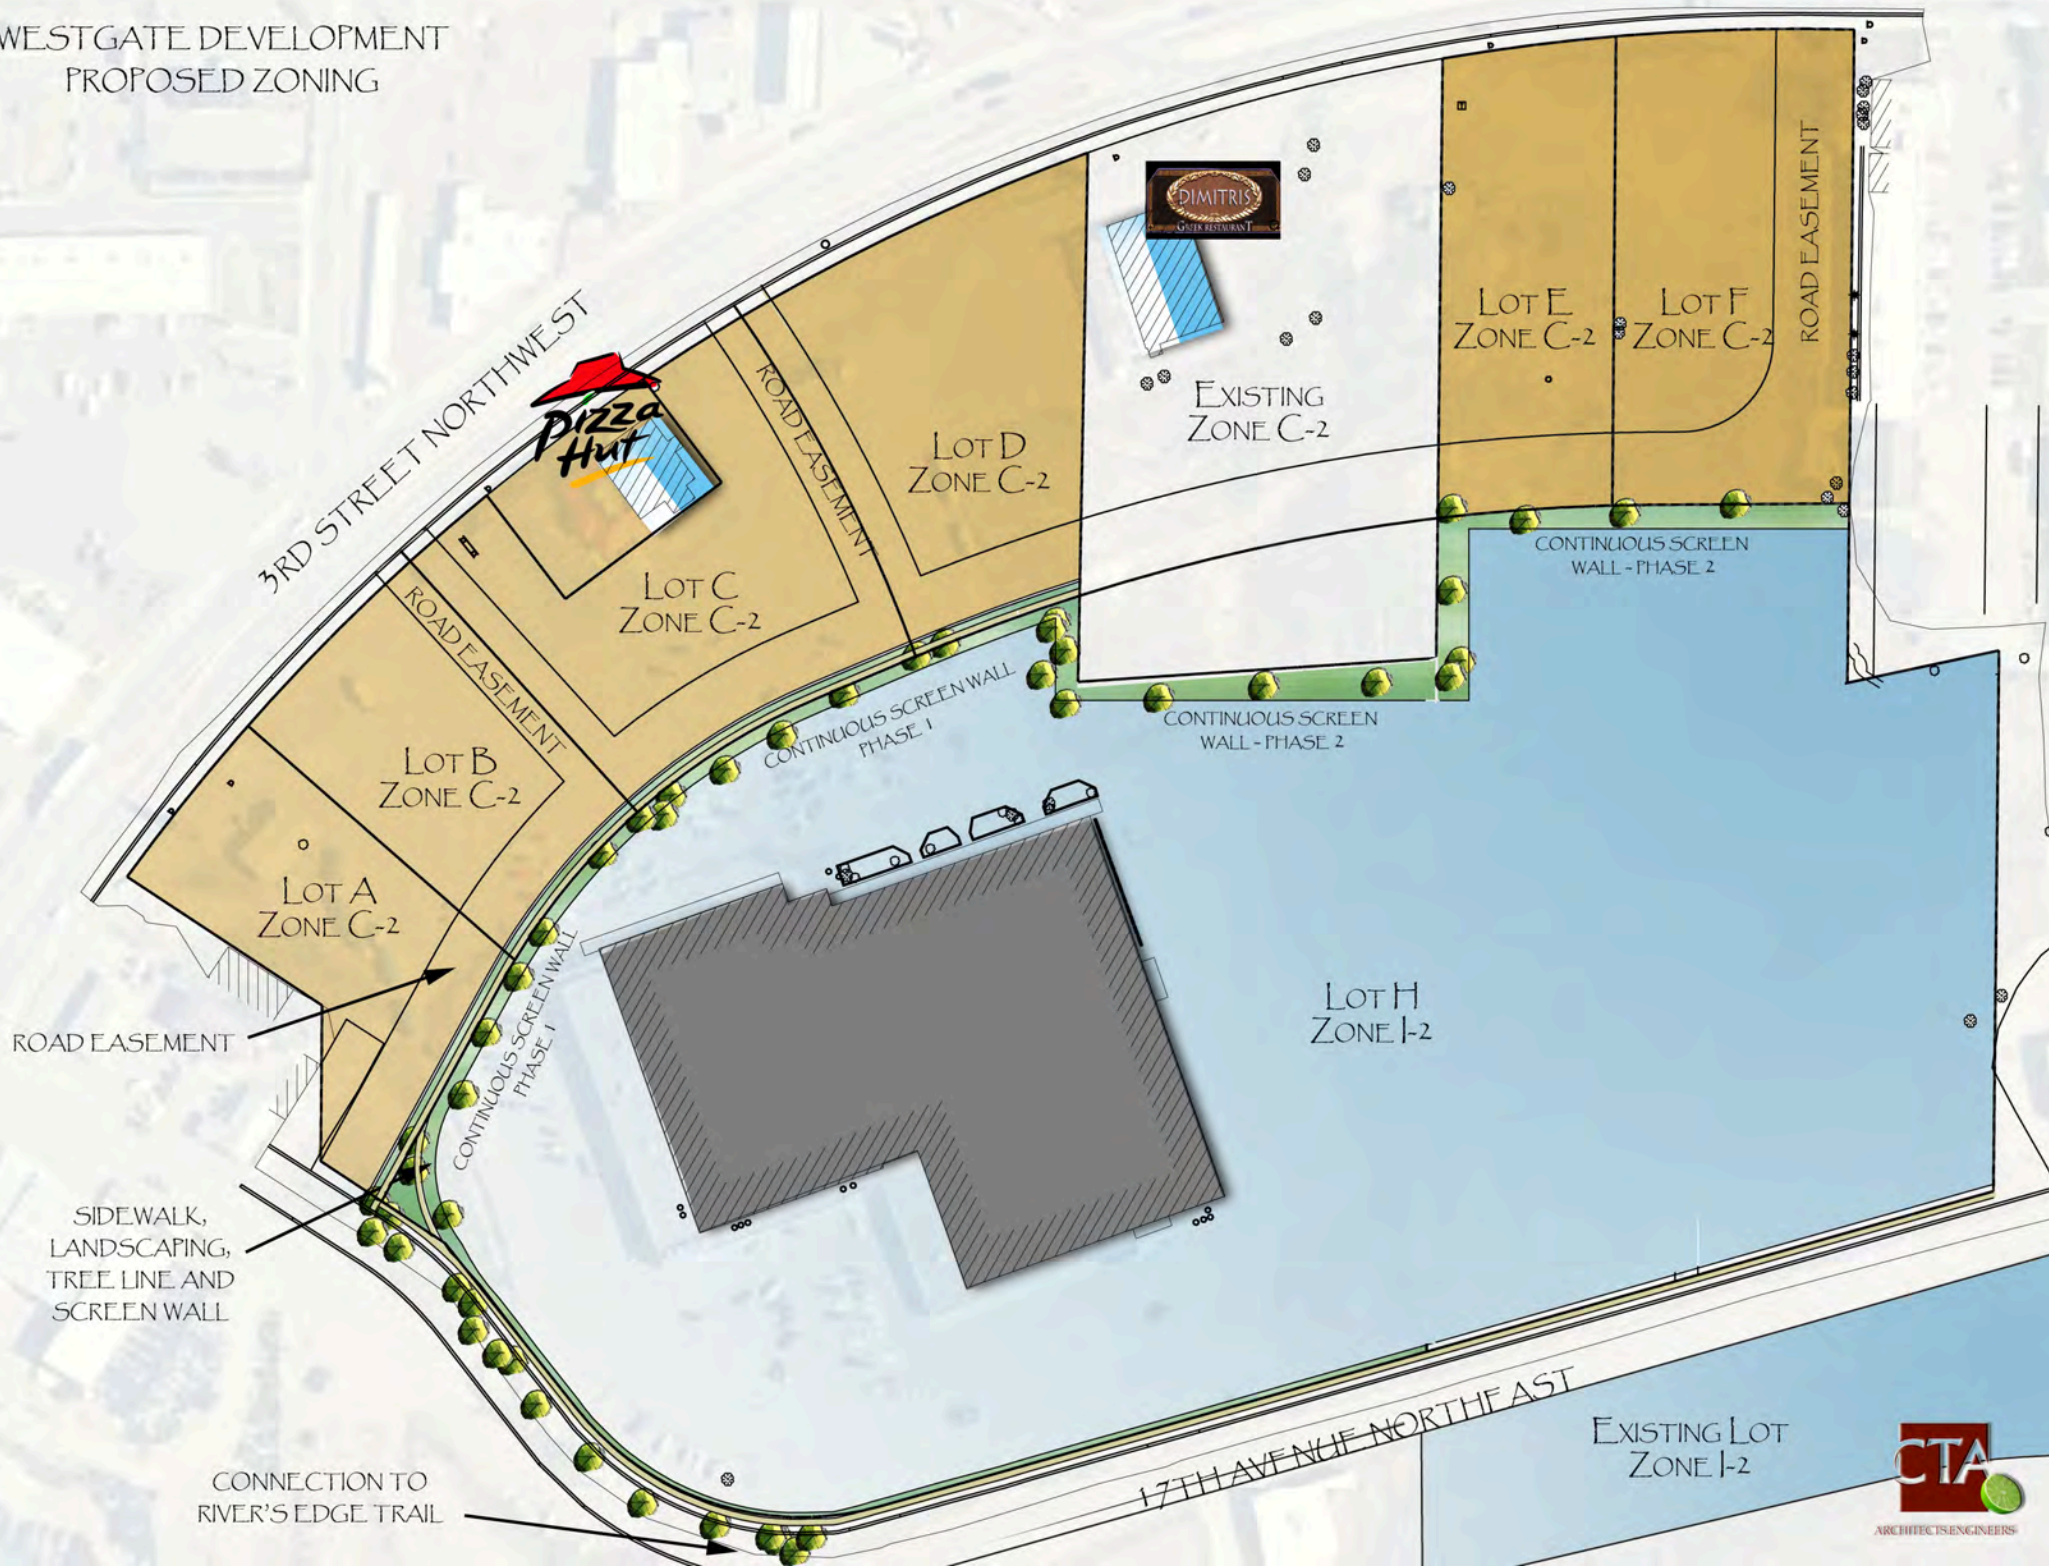 WESTGATE DEVELOPMENT
PROPOSED ZONING
3RD STREET NORTHWEST
Pizza
Hut
DIMITRIS
GREEK RESTAURANT
EXISTING
ZONE C-2
LOT E
ZONE C-2
LOT F
ZONE C-2
ROAD EASEMENT
LOT D
ZONE C-2
ROAD EASEMENT
LOT C
ZONE C-2
ROAD EASEMENT
LOT B
ZONE C-2
LOT A
ZONE C-2
CONTINUOUS SCREEN
WALL - PHASE 2
CONTINUOUS SCREEN WALL
PHASE 1
CONTINUOUS SCREEN
WALL - PHASE 2
CONTINUOUS SCREEN WALL
PHASE 1
LOT H
ZONE I-2
ROAD EASEMENT
SIDEWALK,
LANDSCAPING,
TREE LINE AND
SCREEN WALL
CONNECTION TO
RIVER'S EDGE TRAIL
17TH AVENUE NORTHEAST
EXISTING LOT
ZONE I-2
CTA
ARCHITECTS ENGINEERS